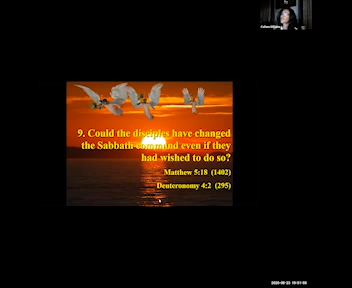 9. Could the disciples have changed
the Sabbath command even if they
had wished to do so?
Matthew 5:18 (1402)
Deuteronomy 4:2 (295)